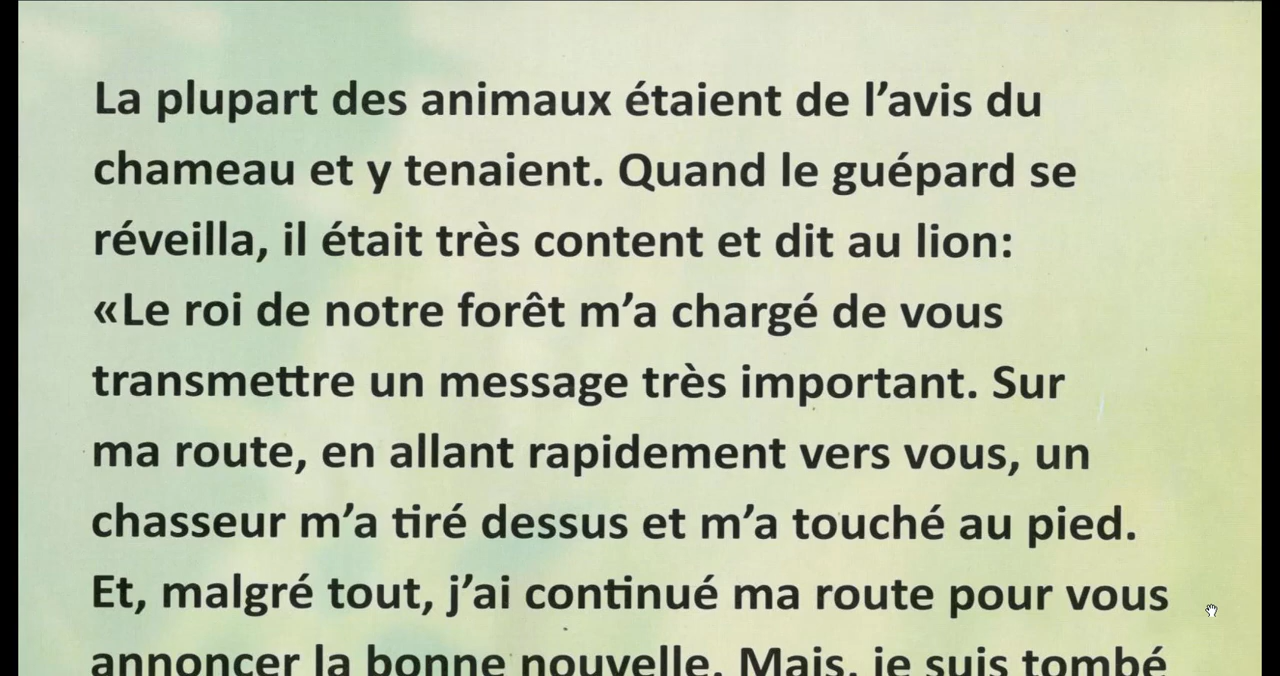 La plupart des animaux étaient de l’avis du
chameau et y tenaient. Quand le guépard se
réveilla, il était très content et dit au lion:
«Le roi de notre forêt m’a chargé de vous
transmettre un message très important. Sur
ma route, en allant rapidement vers vous, un
chasseur m’a tiré dessus et m’a touché au pied.
Et, malgré tout, j’ai continué ma route pour vous
annoncer la bonne nouvelle. Mais, je suis tombé